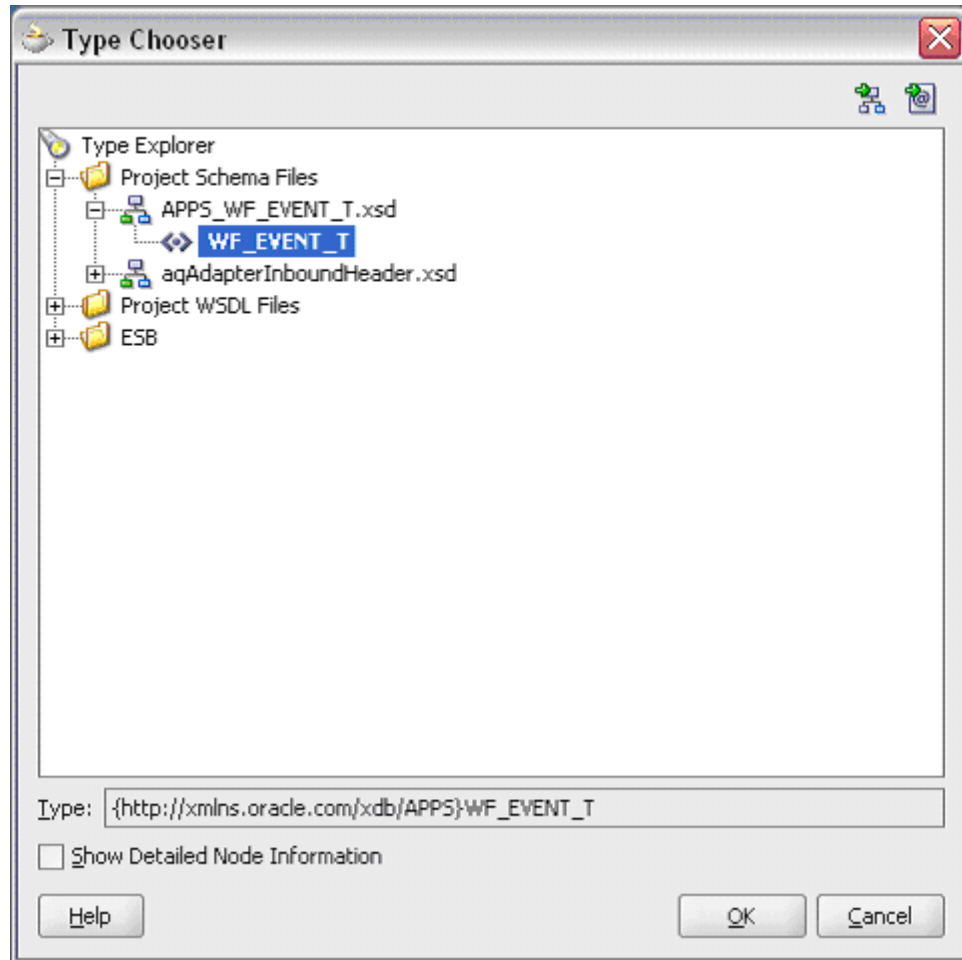 Type Chooser
Type Explorer
Project Schema Files
APPS_WF_EVENT_T.xsd
WF_EVENT_T
aqAdapterInboundHeader.xsd
Project WSDL Files
ESB
Type: {http://xmlns.oracle.com/xdb/APPS}WF_EVENT_T
Show Detailed Node Information
Help OK Cancel